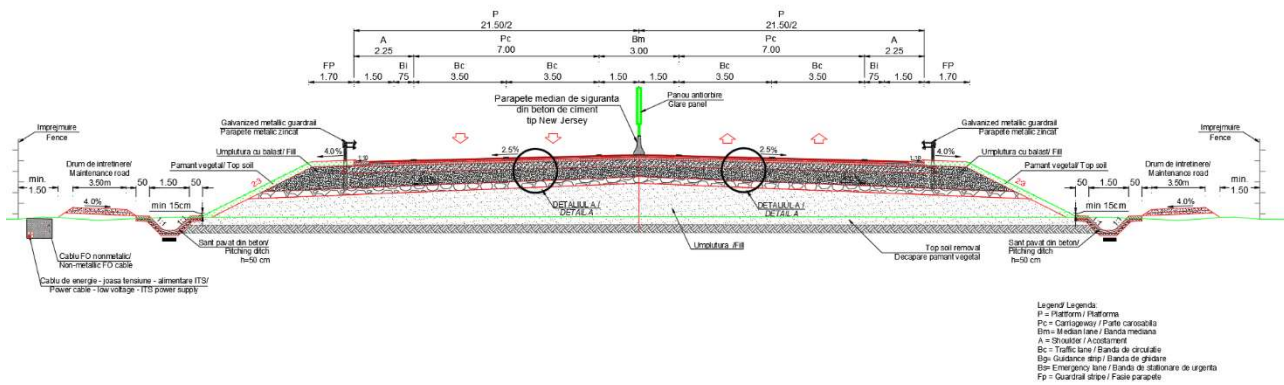 P
21.50/2
P
21.50/2
A
2.25
Pc
7.00
Bm
3.00
Pc
7.00
A
2.25
FP
1.70
1.50
Bi
75
Bc
3.50
Bc
3.50
1.50
1.50
Bc
3.50
Bc
3.50
Bi
75
1.50
FP
1.70
Parapete median de siguranta
din beton de ciment
tip New Jersey
Panou antiorbire
Glare panel
Imprejmuire
Fence
Galvanized metallic guardrail
Parapete metalic zincat
Umplutura cu balast/ Fill
Pamant vegetal/ Top soil
Drum de intretinere/
Maintenance road
3.50m
min.
1.50
50
1.50
50
min 15cm
4.0%
2:3
4.0%
2.5%
2.5%
4.0%
Galvanized metallic guardrail
Parapete metalic zincat
Umplutura cu balast/ Fill
Pamant vegetal/ Top soil
Imprejmuire
Fence
Drum de intretinere/
Maintenance road
3.50m
min.
1.50
50
1.50
50
min 15cm
4.0%
DETALIUL A /
DETAIL A
DETALIUL A /
DETAIL A
Umplutura /Fill
Top soil removal
Decapare pamant vegetal
Sant pavat din beton/
Pitching ditch
h=50 cm
Sant pavat din beton/
Pitching ditch
h=50 cm
Cablu FO nonmetalic/
Non-metallic FO cable
Cablu de energie - joasa tensiune - alimentare ITS/
Power cable - low voltage - ITS power supply
Legend/ Legenda:
P = Platform / Platforma
Pc = Carriageway / Parte carosabila
Bm = Median lane / Banda mediana
A = Shoulder / Acostament
Bc = Traffic lane / Banda de circulatie
Bg= Guidance strip / Banda de ghidare
Bs= Emergency lane / Banda de stationare de urgenta
Fp = Guardrail stripe / Fasie parapete